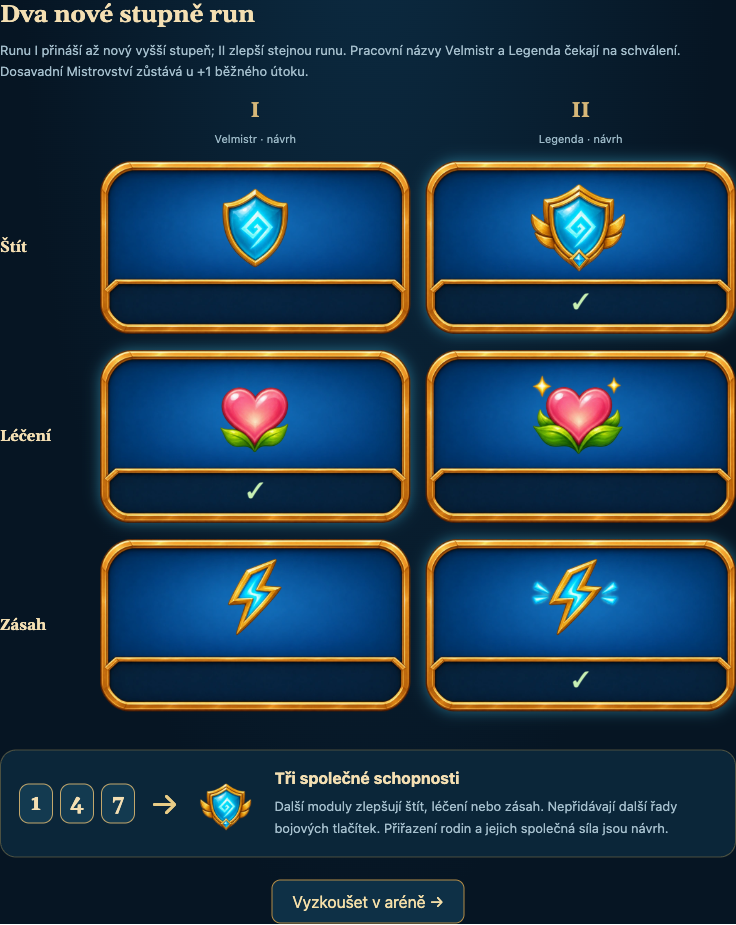 Dva nové stupně run
Runu I přináší až nový vyšší stupeň; II zlepší stejnou runu. Pracovní názvy Velmistr a Legenda čekají na schválení.
Dosavadní Mistrovství zůstává u +1 běžného útoku.
I II
Velmistr · návrh Legenda · návrh
Štít
✓
Léčení
✓
Zásah
✓
Tři společné schopnosti
1 4 7 →
Další moduly zlepšují štít, léčení nebo zásah. Nepřidávají další řady
bojových tlačítek. Přiřazení rodin a jejich společná síla jsou návrh.
Vyzkoušet v aréně →